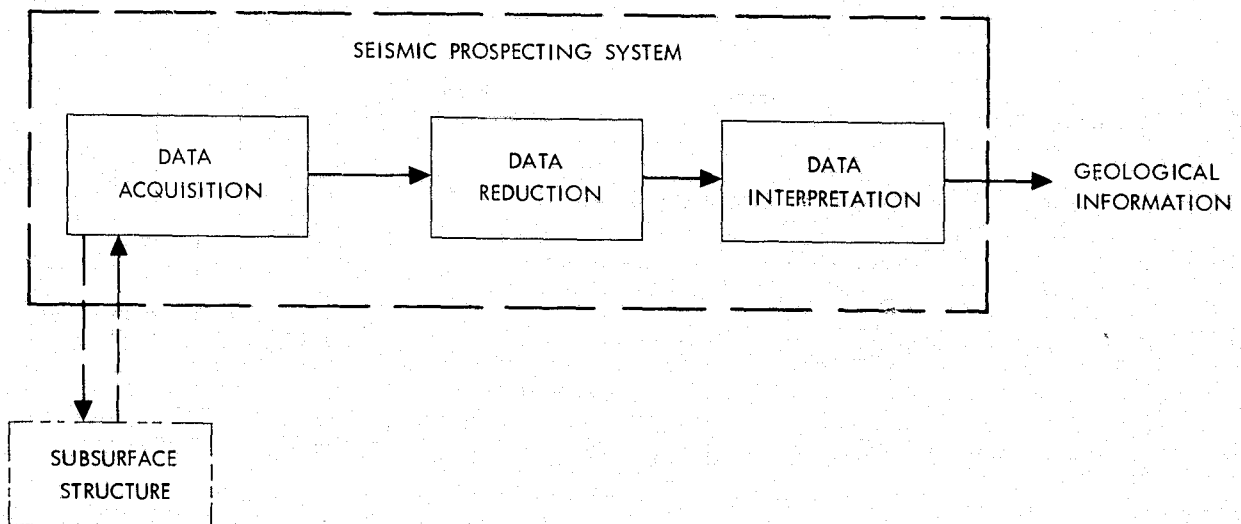 SEISMIC PROSPECTING SYSTEM
DATA
ACQUISITION
DATA
REDUCTION
DATA
INTERPRETATION
GEOLOGICAL
INFORMATION
SUBSURFACE
STRUCTURE